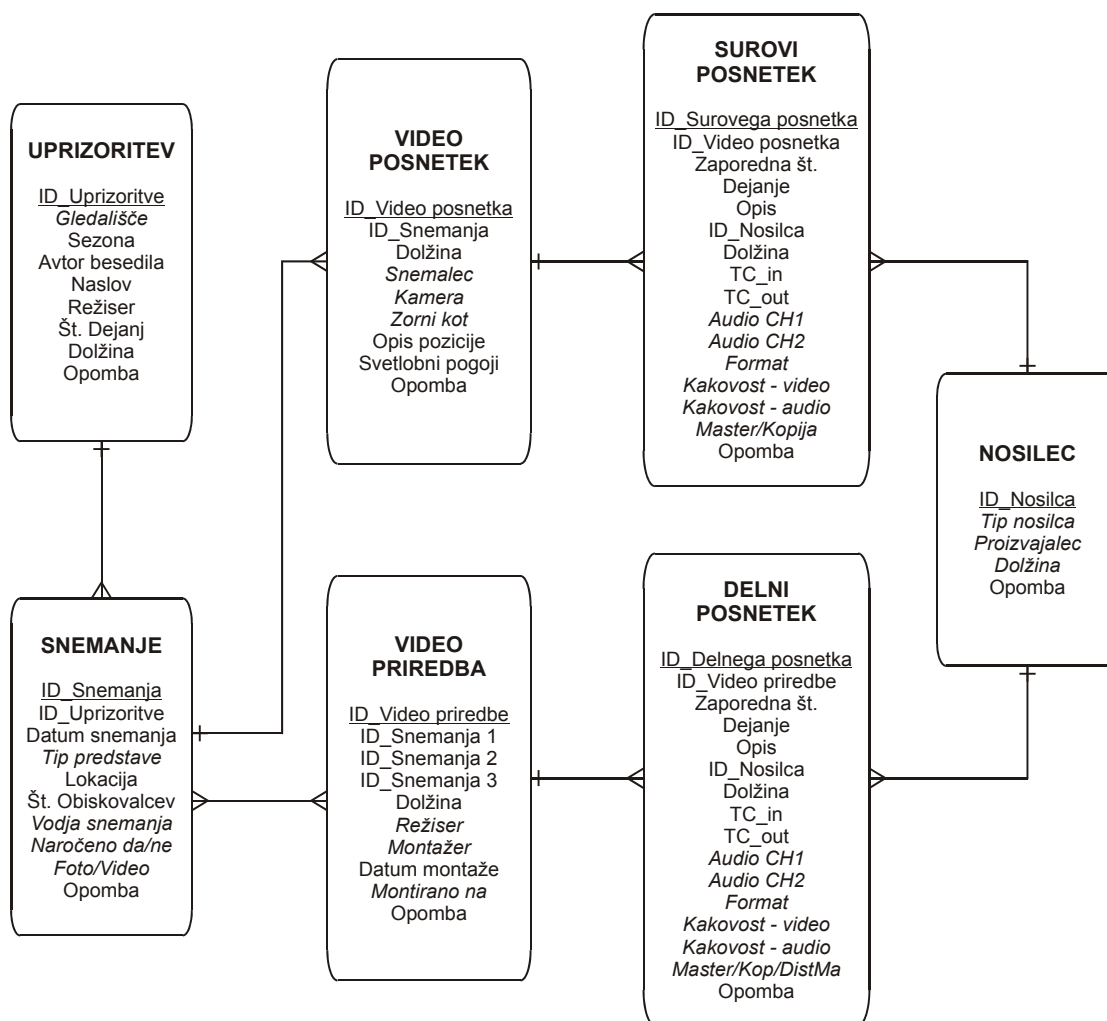 UPRIZORITEV
ID_Uprizoritve
Gledališče
Sezona
Avtor besedila
Naslov
Režiser
Št. Dejanj
Dolžina
Opomba
VIDEO
POSNETEK
ID_Video posnetka
ID_Snemanja
Dolžina
Snemalec
Kamera
Zorni kot
Opis pozicije
Svetlobni pogoji
Opomba
SUROVI
POSNETEK
ID_Surovega posnetka
ID_Video posnetka
Zaporedna št.
Dejanje
Opis
ID_Nosilca
Dolžina
TC_in
TC_out
Audio CH1
Audio CH2
Format
Kakovost - video
Kakovost - audio
Master/Kopija
Opomba
NOSILEC
ID_Nosilca
Tip nosilca
Proizvajalec
Dolžina
Opomba
SNEMANJE
ID_Snemanja
ID_Uprizoritve
Datum snemanja
Tip predstave
Lokacija
Št. Obiskovalcev
Vodja snemanja
Naročeno da/ne
Foto/Video
Opomba
VIDEO
PRIREDBA
ID_Video priredbe
ID_Snemanja 1
ID_Snemanja 2
ID_Snemanja 3
Dolžina
Režiser
Montažer
Datum montaže
Montirano na
Opomba
DELNI
POSNETEK
ID_Delnega posnetka
ID_Video priredbe
Zaporedna št.
Dejanje
Opis
ID_Nosilca
Dolžina
TC_in
TC_out
Audio CH1
Audio CH2
Format
Kakovost - video
Kakovost - audio
Master/Kop/DistMa
Opomba